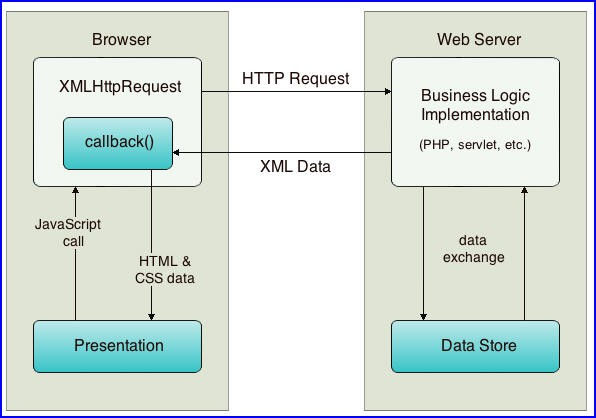 Browser
Web Server
XMLHttpRequest
HTTP Request
Business Logic
Implementation
(PHP, servlet, etc.)
callback()
XML Data
JavaScript
call
HTML &
CSS data
data
exchange
Presentation
Data Store